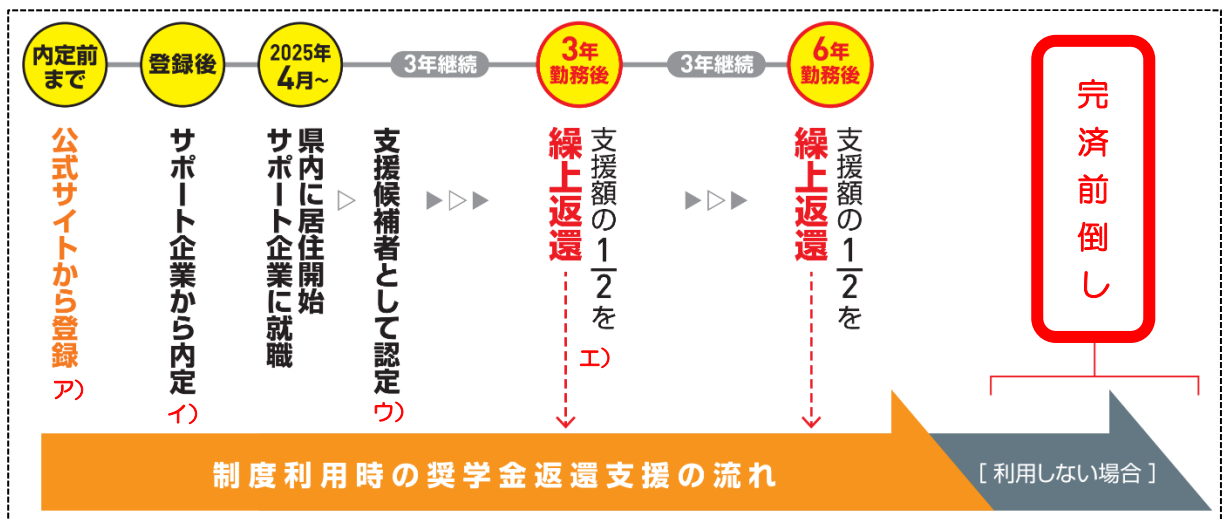 内定前
まで
登録後
2025年
4月～
3年継続
3年
勤務後
3年継続
6年
勤務後
公式サイトから登録
ア)
サポート企業から内定
イ)
県内に居住開始
サポート企業に就職
支援候補者として認定
ウ)
支援額の1/2を
繰上返還
エ)
支援額の1/2を
繰上返還
完済前倒し
制度利用時の奨学金返還支援の流れ
[ 利用しない場合 ]